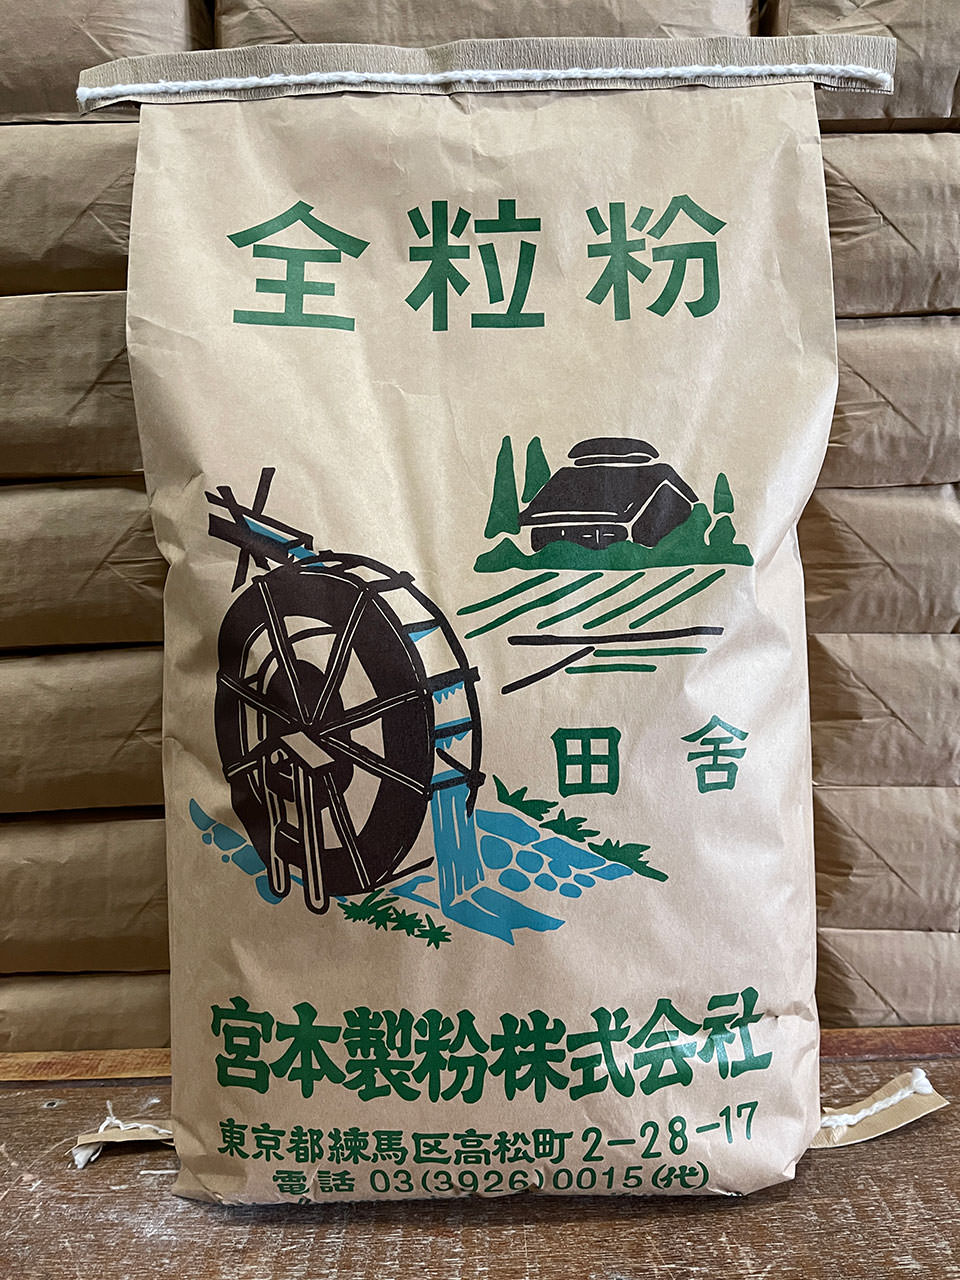 全粒粉
田舎
宮本製粉株式会社
東京都練馬区高松町2-28-17
電話 03(3926)0015(代)